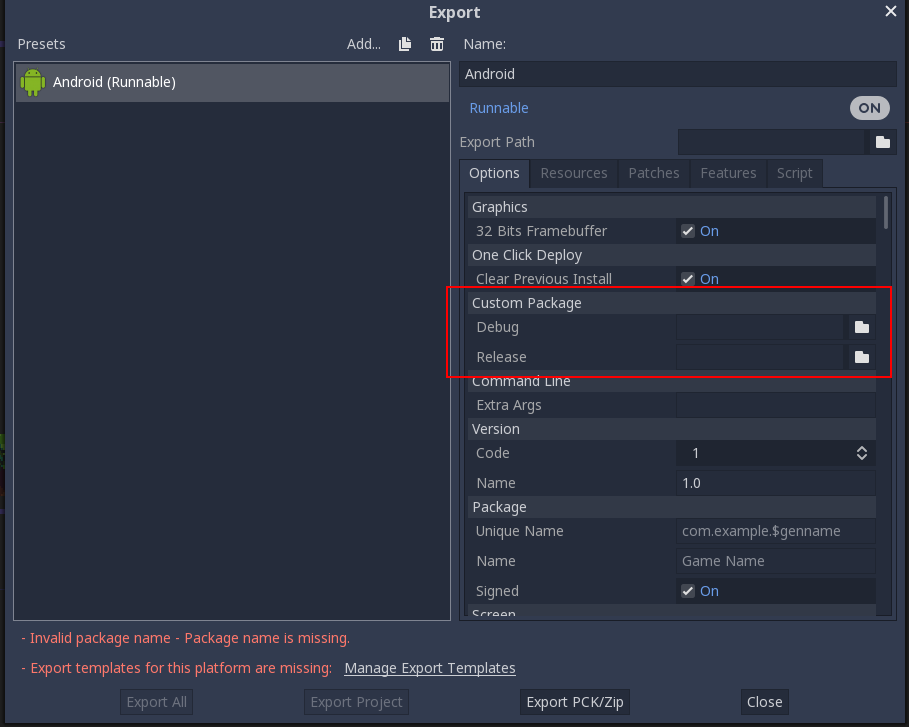 Export
Presets
Add...
Name:
Android (Runnable)
Android
Runnable
ON
Export Path
Options Resources Patches Features Script
Graphics
32 Bits Framebuffer On
One Click Deploy
Clear Previous Install On
Custom Package
Debug
Release
Command Line
Extra Args
Version
Code 1
Name 1.0
Package
Unique Name com.example.$genname
Name Game Name
Signed On
Screen
- Invalid package name - Package name is missing.
- Export templates for this platform are missing: Manage Export Templates
Export All Export Project Export PCK/Zip Close